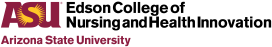 ASU Edson College of
Nursing and Health Innovation
Arizona State University